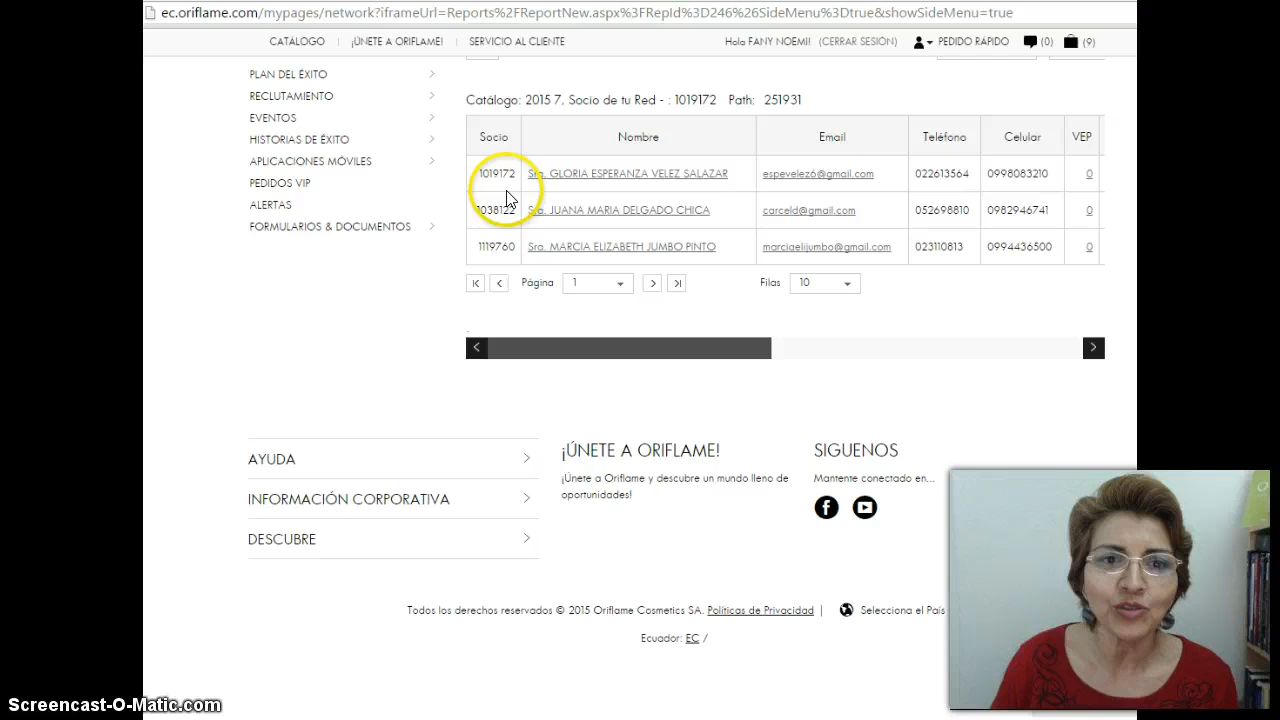 ec.oriflame.com/mypages/network?iframeUrl=Reports%2FReportNew.aspx%3FRepId%3D246%26SideMenu%3Dtrue&showSideMenu=true
CATÁLOGO | ¡ÚNETE A ORIFLAME! | SERVICIO AL CLIENTE Hola FANY NOEMI! (CERRAR SESIÓN) PEDIDO RÁPIDO (0) (9)
PLAN DEL ÉXITO
RECLUTAMIENTO
EVENTOS
HISTORIAS DE ÉXITO
APLICACIONES MÓVILES
PEDIDOS VIP
ALERTAS
FORMULARIOS & DOCUMENTOS
Catálogo: 2015 7, Socio de tu Red - : 1019172 Path: 251931
Socio Nombre Email Teléfono Celular VEP
1019172 Sra. GLORIA ESPERANZA VELEZ SALAZAR espevelez6@gmail.com 022613564 0998083210 0
1038122 Sra. JUANA MARIA DELGADO CHICA carceld@gmail.com 052698810 0982946741 0
1119760 Sra. MARCIA ELIZABETH JUMBO PINTO marciaelijumbo@gmail.com 023110813 0994436500 0
Página 1 Filas 10
AYUDA
INFORMACIÓN CORPORATIVA
DESCUBRE
¡ÚNETE A ORIFLAME!
¡Únete a Oriflame y descubre un mundo lleno de
oportunidades!
SIGUENOS
Mantente conectado en...
Todos los derechos reservados © 2015 Oriflame Cosmetics SA. Políticas de Privacidad | Selecciona el País
Ecuador: EC /
Screencast-O-Matic.com